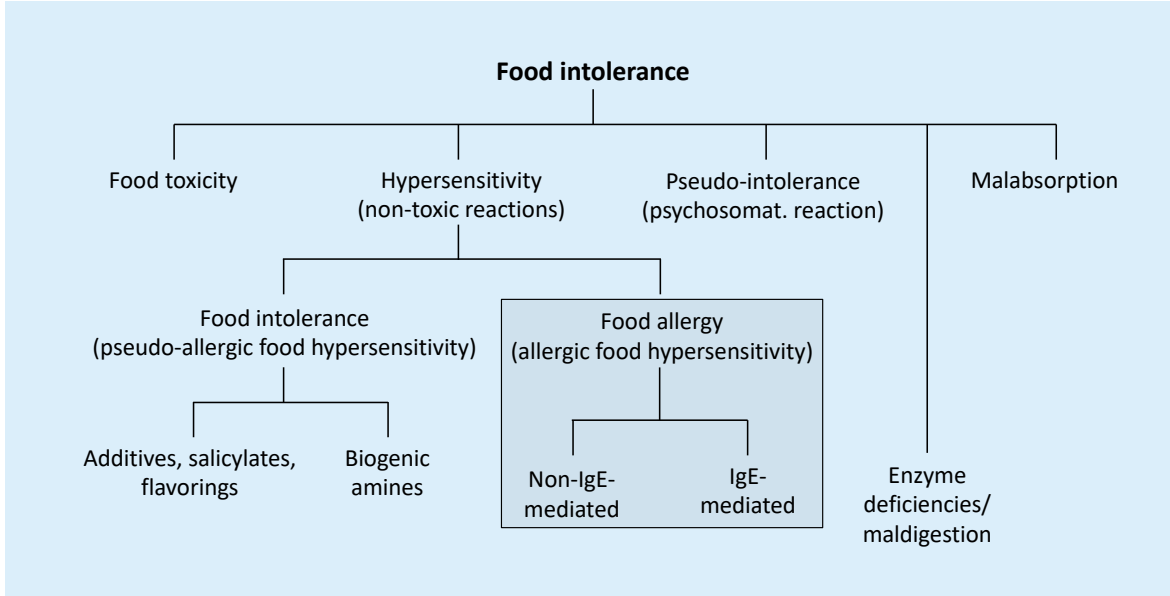 Food intolerance
Food toxicity
Hypersensitivity
(non-toxic reactions)
Pseudo-intolerance
(psychosomat. reaction)
Malabsorption
Food intolerance
(pseudo-allergic food hypersensitivity)
Food allergy
(allergic food hypersensitivity)
Additives, salicylates,
flavorings
Biogenic
amines
Non-IgE-
mediated
IgE-
mediated
Enzyme
deficiencies/
maldigestion